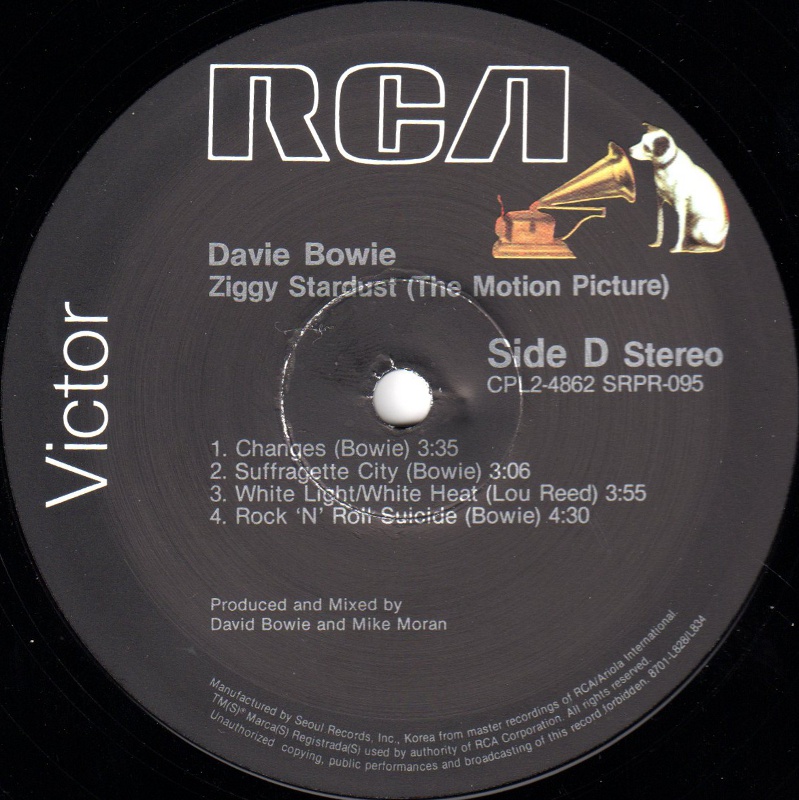 RCA
Victor
Davie Bowie
Ziggy Stardust (The Motion Picture)
Side D Stereo
CPL2-4862 SRPR-095
1. Changes (Bowie) 3:35
2. Suffragette City (Bowie) 3:06
3. White Light/White Heat (Lou Reed) 3:55
4. Rock ‘N’ Roll Suicide (Bowie) 4:30
Produced and Mixed by
David Bowie and Mike Moran
Manufactured by Seoul Records, Inc., Korea from master recordings of RCA/Ariola International.
TM(S)® Marca(S) Registrada(S) used by authority of RCA Corporation. All rights reserved.
Unauthorized copying, public performances and broadcasting of this record forbidden. 8701-L828/L834